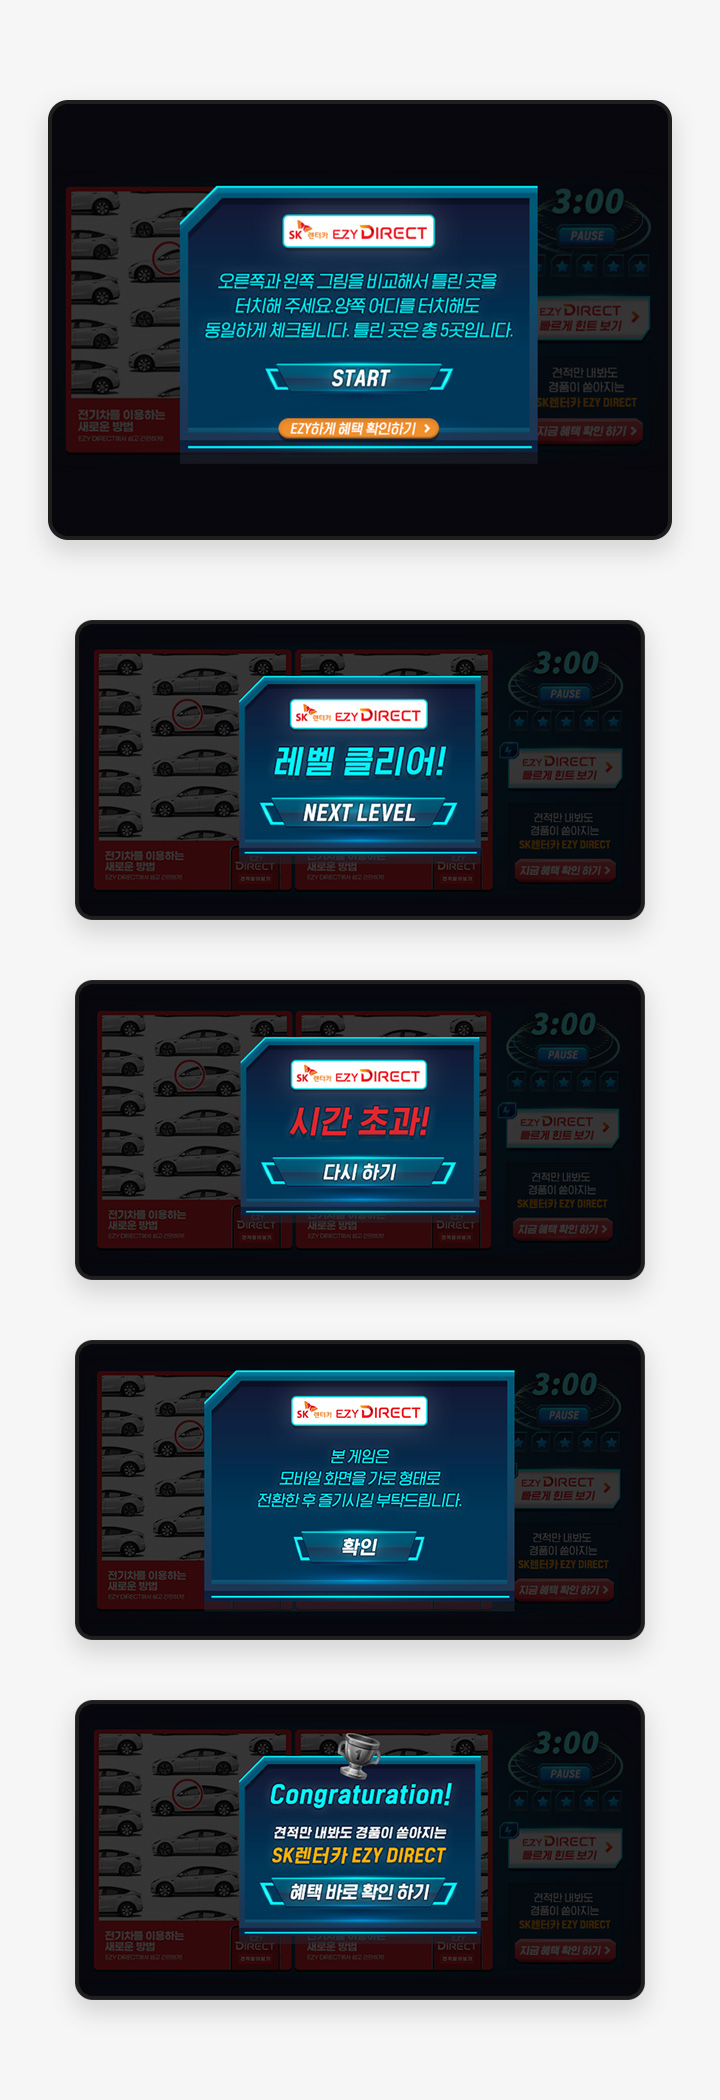 3:00
PAUSE
SK렌터카 EZY DIRECT
오른쪽과 왼쪽 그림을 비교해서 틀린 곳을
터치해 주세요.양쪽 어디를 터치해도
동일하게 체크됩니다. 틀린 곳은 총 5곳입니다.
START
EZY하게 혜택 확인하기
EZY DIRECT
빠르게 힌트 보기
견적만 내봐도
경품이 쏟아지는
SK렌터카 EZY DIRECT
지금 혜택 확인 하기
전기차를 이용하는
새로운 방법
3:00
PAUSE
SK렌터카 EZY DIRECT
레벨 클리어!
NEXT LEVEL
EZY DIRECT
빠르게 힌트 보기
견적만 내봐도
경품이 쏟아지는
SK렌터카 EZY DIRECT
지금 혜택 확인 하기
전기차를 이용하는
새로운 방법
DIRECT
DIRECT
3:00
PAUSE
SK렌터카 EZY DIRECT
시간 초과!
다시 하기
EZY DIRECT
빠르게 힌트 보기
견적만 내봐도
경품이 쏟아지는
SK렌터카 EZY DIRECT
지금 혜택 확인 하기
전기차를 이용하는
새로운 방법
DIRECT
DIRECT
3:00
PAUSE
SK렌터카 EZY DIRECT
본 게임은
모바일 화면을 가로 형태로
전환한 후 즐기시길 부탁드립니다.
확인
EZY DIRECT
빠르게 힌트 보기
견적만 내봐도
경품이 쏟아지는
SK렌터카 EZY DIRECT
지금 혜택 확인 하기
전기차를 이용하는
새로운 방법
3:00
PAUSE
Congraturation!
견적만 내봐도 경품이 쏟아지는
SK렌터카 EZY DIRECT
혜택 바로 확인 하기
EZY DIRECT
빠르게 힌트 보기
견적만 내봐도
경품이 쏟아지는
SK렌터카 EZY DIRECT
지금 혜택 확인 하기
전기차를 이용하는
새로운 방법
DIRECT
DIRECT